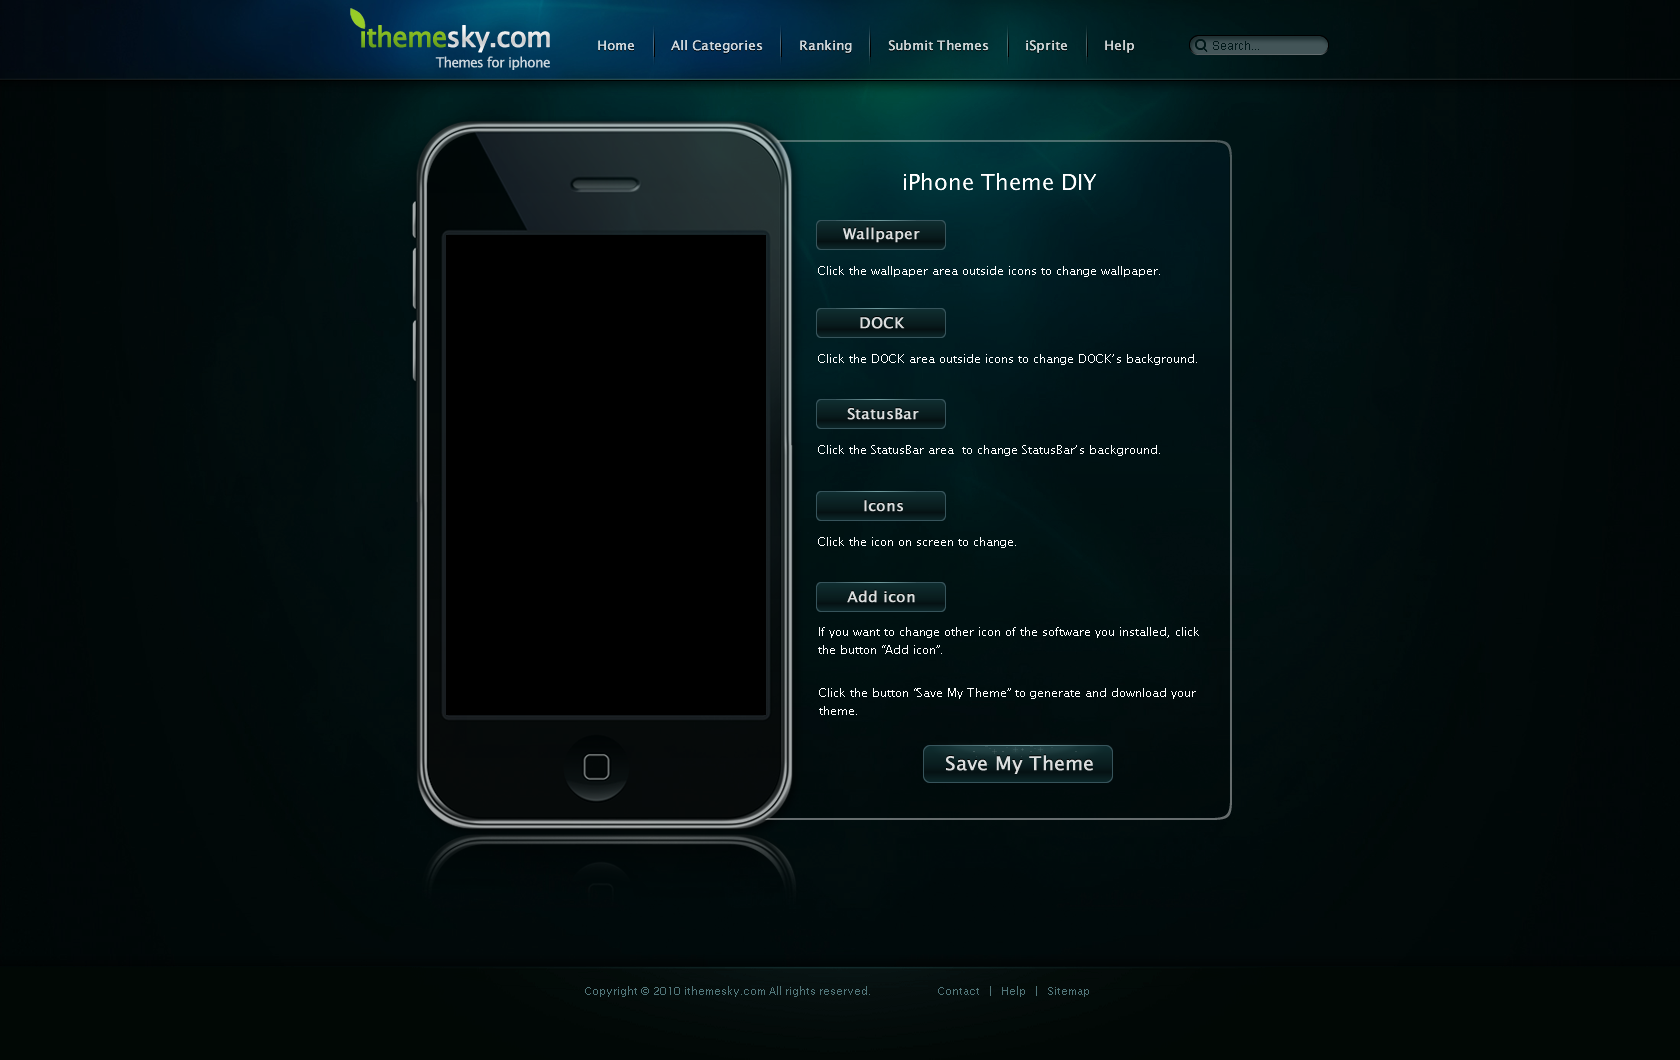 ithemesky.com
Themes for iphone
Home
All Categories
Ranking
Submit Themes
iSprite
Help
Search...
iPhone Theme DIY
Wallpaper
Click the wallpaper area outside icons to change wallpaper.
DOCK
Click the DOCK area outside icons to change DOCK's background.
StatusBar
Click the StatusBar area to change StatusBar's background.
Icons
Click the icon on screen to change.
Add icon
If you want to change other icon of the software you installed, click
the button “Add icon”.
Click the button “Save My Theme” to generate and download your
theme.
Save My Theme
Copyright © 2010 ithemesky.com All rights reserved.
Contact | Help | Sitemap